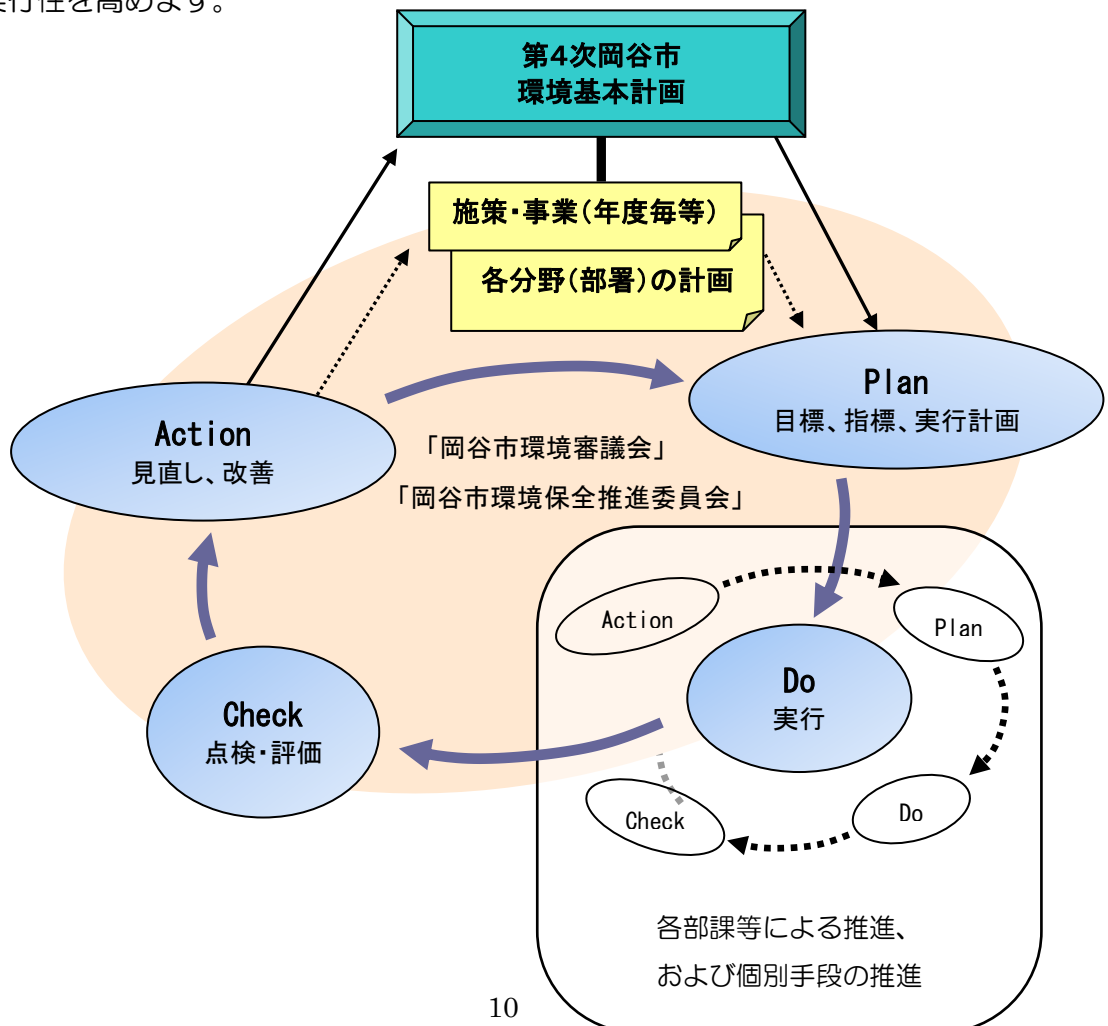 実行性を高めます。
第4次岡谷市
環境基本計画
施策・事業(年度毎等)
各分野(部署)の計画
Plan
目標、指標、実行計画
Action
見直し、改善
「岡谷市環境審議会」
「岡谷市環境保全推進委員会」
Action
Plan
Do
実行
Check
点検・評価
Check
Do
各部課等による推進、
および個別手段の推進
10